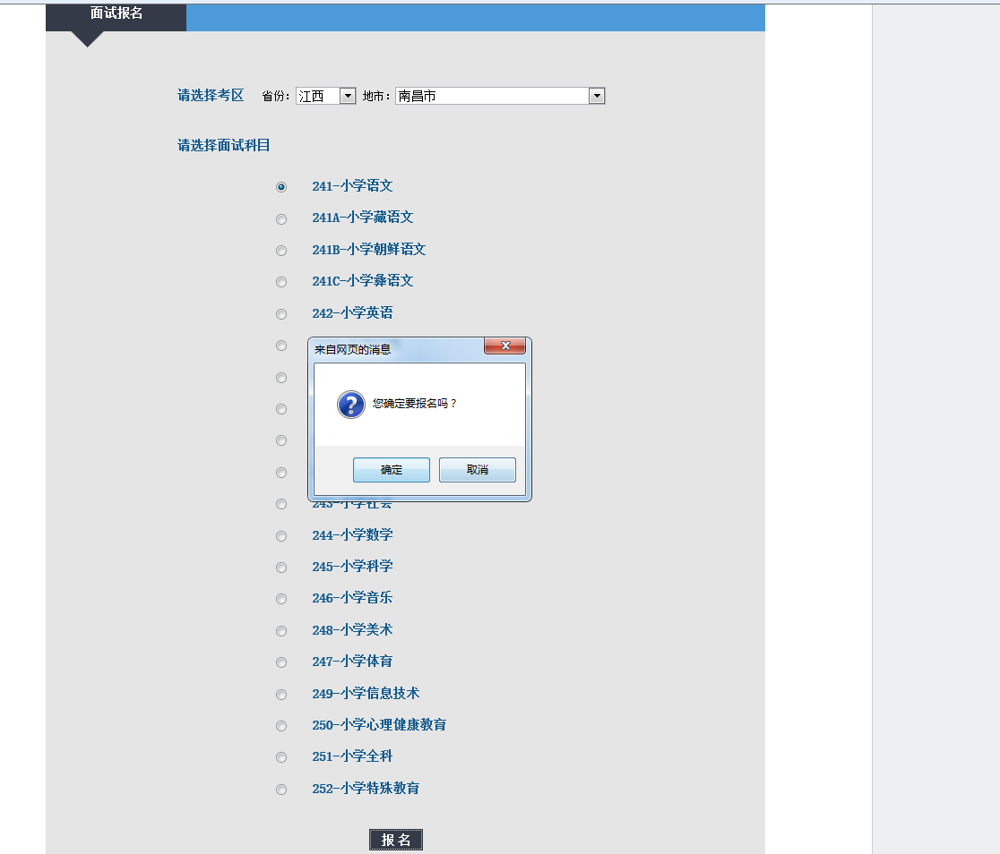 面试报名
请选择考区 省份： 江西 地市： 南昌市
请选择面试科目
241-小学语文
241A-小学藏语文
241B-小学朝鲜语文
241C-小学彝语文
242-小学英语
来自网页的消息
您确定要报名吗？
确定 取消
243-小学社会
244-小学数学
245-小学科学
246-小学音乐
248-小学美术
247-小学体育
249-小学信息技术
250-小学心理健康教育
251-小学全科
252-小学特殊教育
报 名